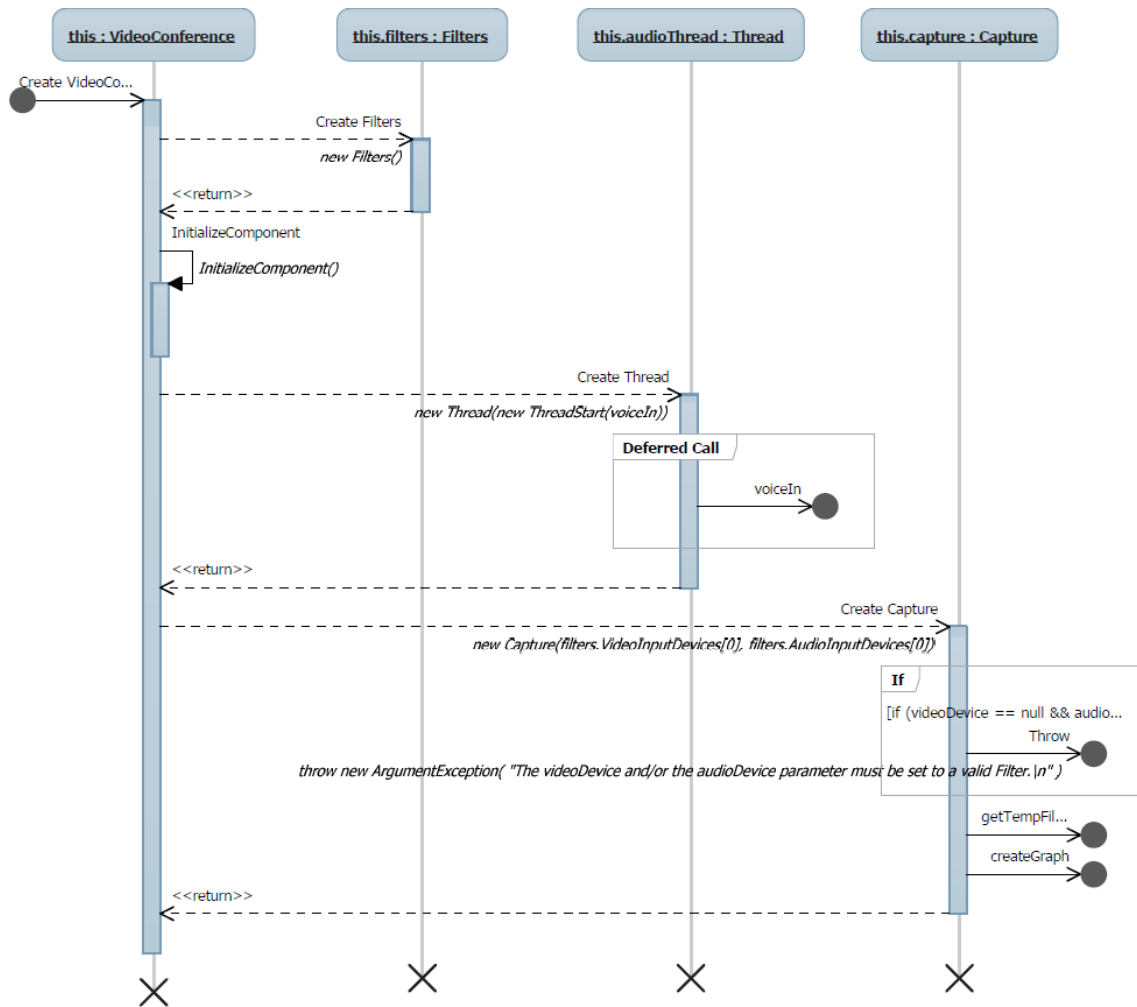 this : VideoConference
this.filters : Filters
this.audioThread : Thread
this.capture : Capture
Create VideoCo...
Create Filters
new Filters()
<<return>>
InitializeComponent
InitializeComponent()
Create Thread
new Thread(new ThreadStart(voiceIn))
Deferred Call
voiceIn
<<return>>
Create Capture
new Capture(filters.VideoInputDevices[0], filters.AudioInputDevices[0])
If
[if (videoDevice == null && audio...
Throw
throw new ArgumentException( "The videoDevice and/or the audioDevice parameter must be set to a valid Filter.\n" )
getTempFil...
createGraph
<<return>>